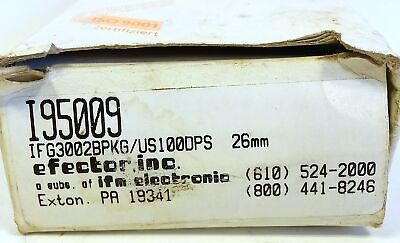 ISO 9001
zertifiziert
I95009
IFG3002BPKG/US100DPS 26mm
efector.inc.
a subs. of ifm electronic (610) 524-2000
Exton. PA 19341 (800) 441-8246